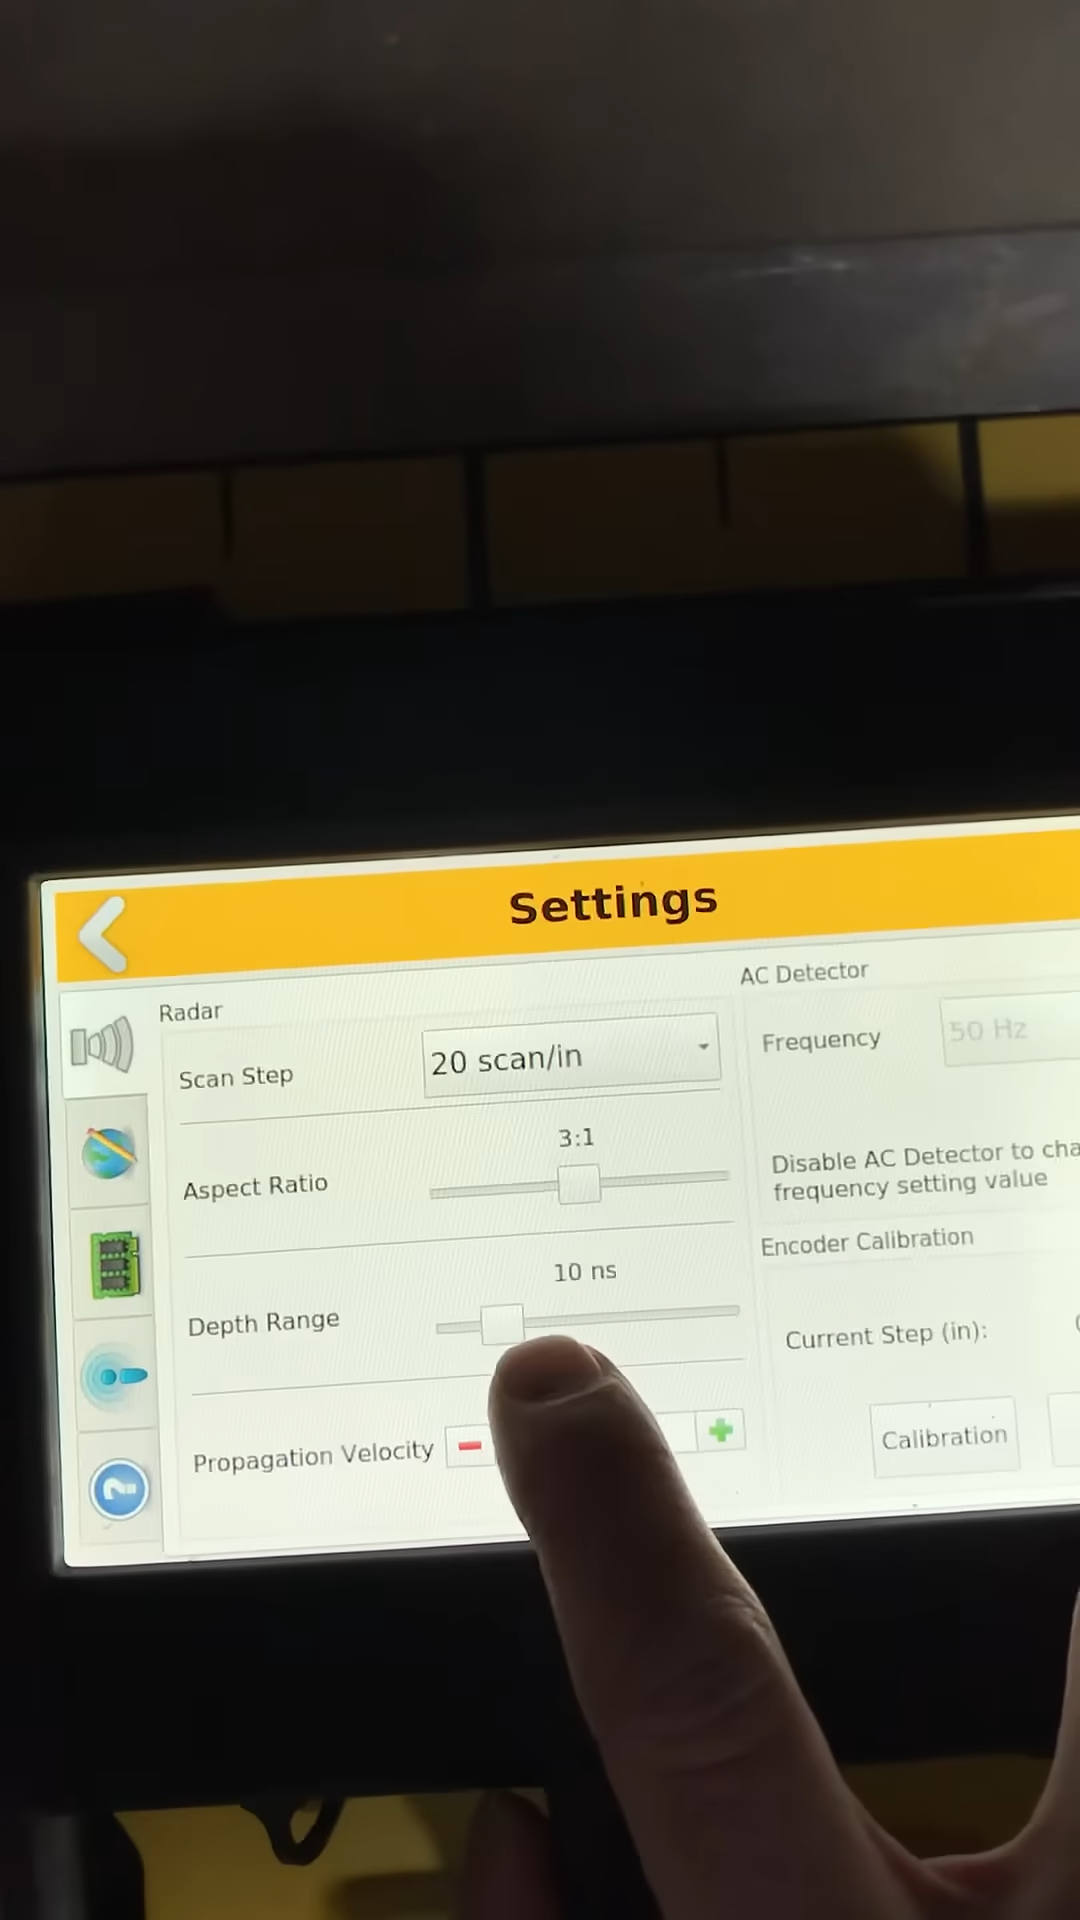 Settings
Radar
Scan Step
20 scan/in
Aspect Ratio
3:1
Depth Range
10 ns
Propagation Velocity
AC Detector
Frequency
50 Hz
Disable AC Detector to
frequency setting value
Encoder Calibration
Current Step (in):
Calibration